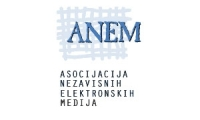 ANEM
ASOCIJACIJA
NEZAVISNIH
ELEKTRONSKIH
MEDIJA